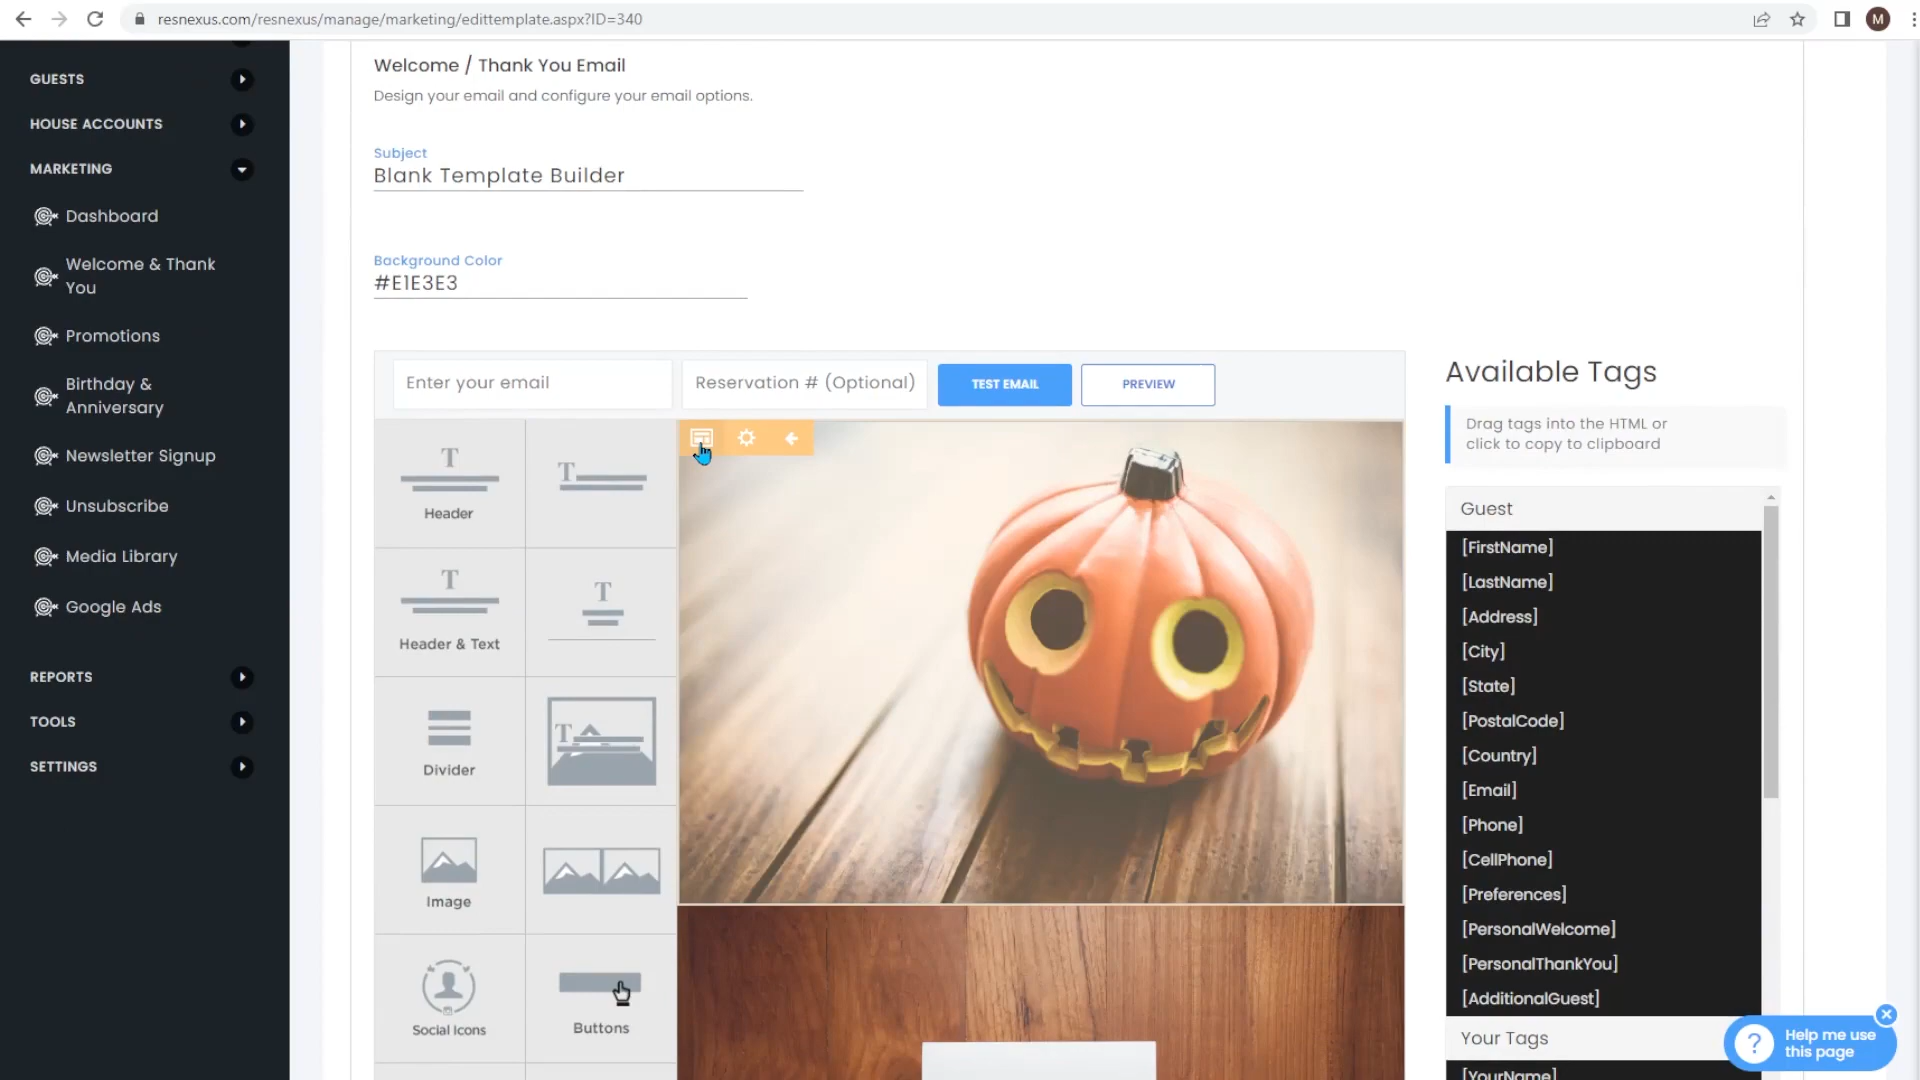 resnexus.com/resnexus/manage/marketing/edittemplate.aspx?ID=340
M
GUESTS
HOUSE ACCOUNTS
MARKETING
Dashboard
Welcome & Thank
You
Promotions
Birthday &
Anniversary
Newsletter Signup
Unsubscribe
Media Library
Google Ads
REPORTS
TOOLS
SETTINGS
Welcome / Thank You Email
Design your email and configure your email options.
Subject
Blank Template Builder
Background Color
#E1E3E3
Enter your email
Reservation # (Optional)
TEST EMAIL
PREVIEW
T
Header
T
T
Header & Text
T
Divider
T
Image
Social Icons
Buttons
Available Tags
Drag tags into the HTML or
click to copy to clipboard
Guest
[FirstName]
[LastName]
[Address]
[City]
[State]
[PostalCode]
[Country]
[Email]
[Phone]
[CellPhone]
[Preferences]
[PersonalWelcome]
[PersonalThankYou]
[AdditionalGuest]
Your Tags
[YourName]
?
Help me use
this page